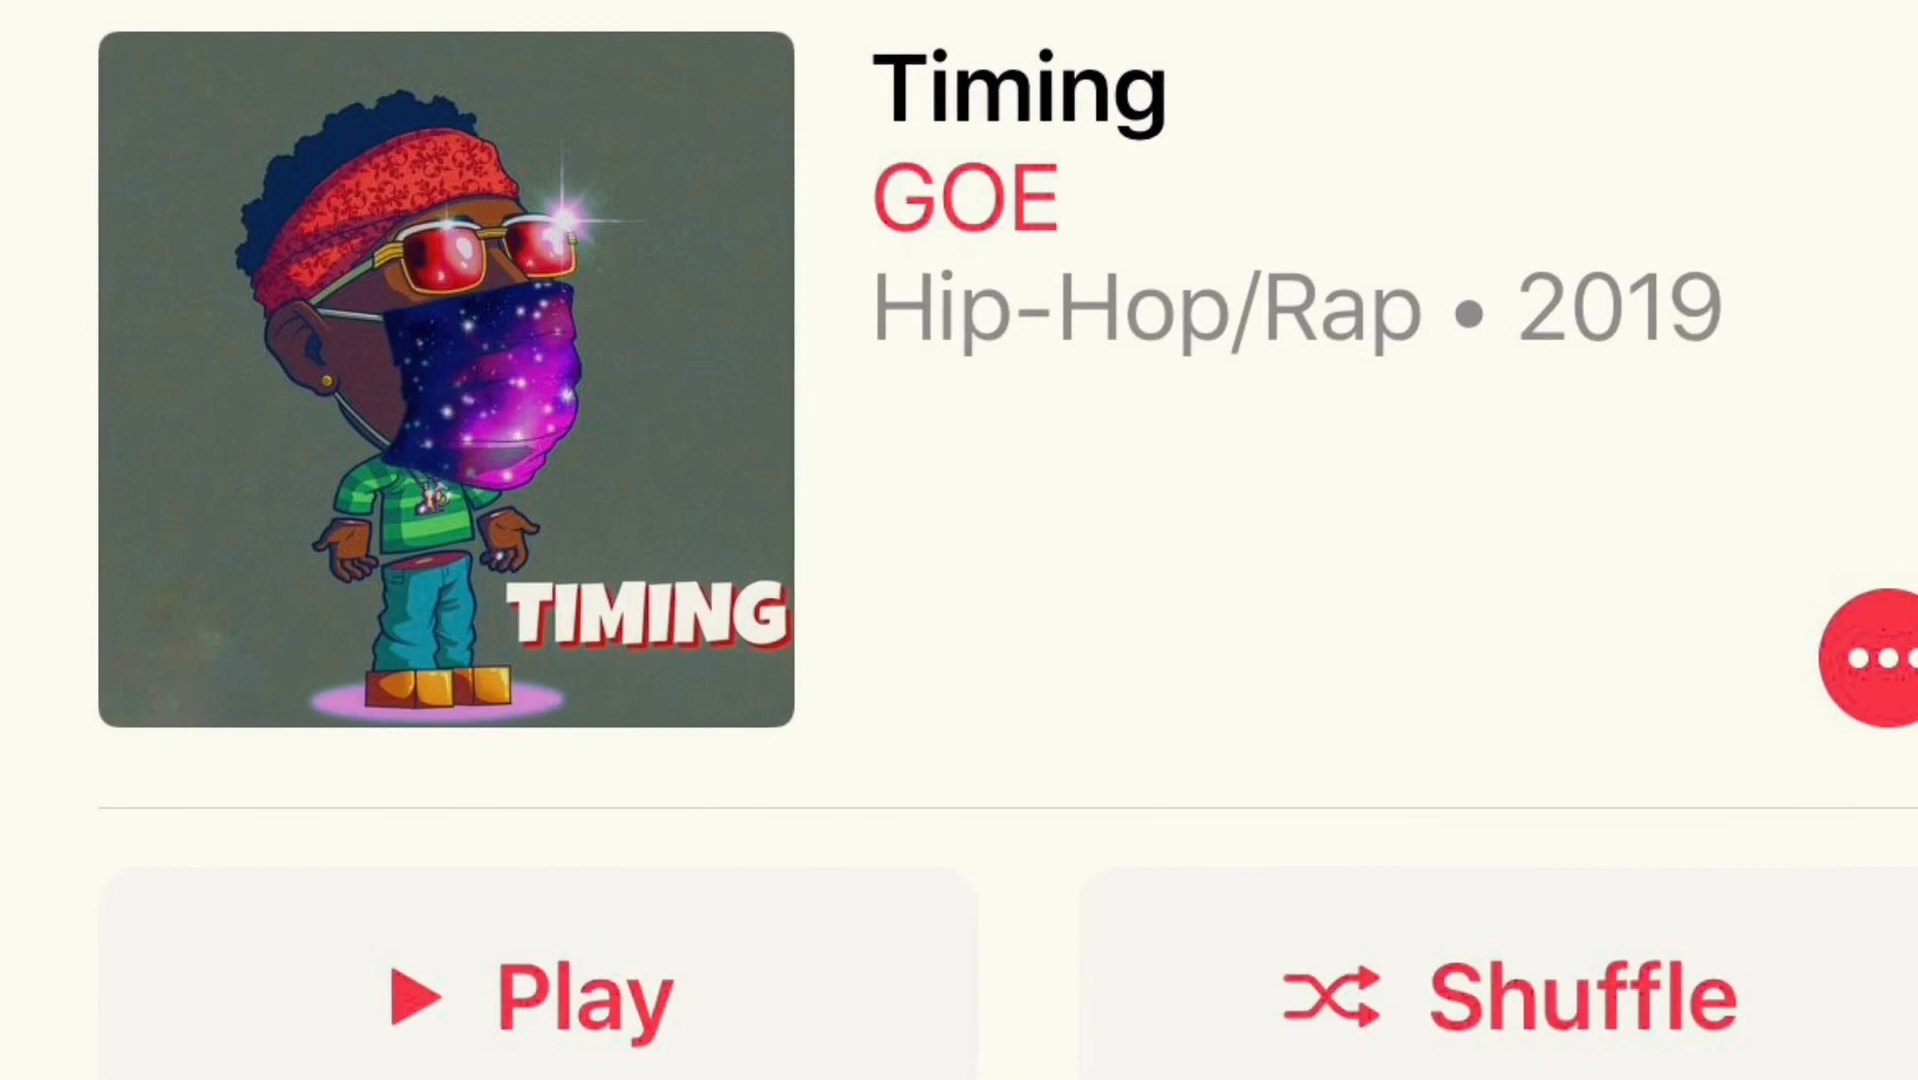 Timing
GOE
Hip-Hop/Rap • 2019
TIMING
Play
Shuffle